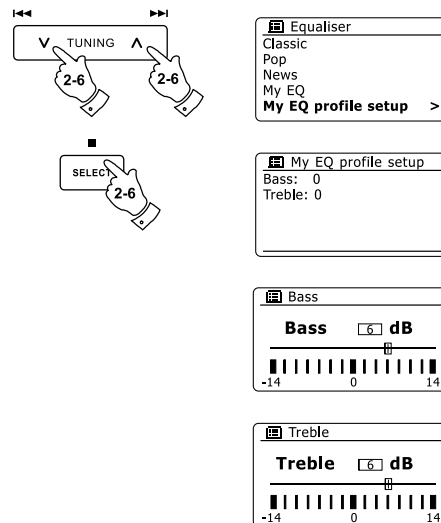 ∨ TUNING ∧
2-6
2-6
SELECT
2-6
Equaliser
Classic
Pop
News
My EQ
My EQ profile setup >
My EQ profile setup
Bass: 0
Treble: 0
Bass
Bass 6 dB
-14 0 14
Treble
Treble 6 dB
-14 0 14